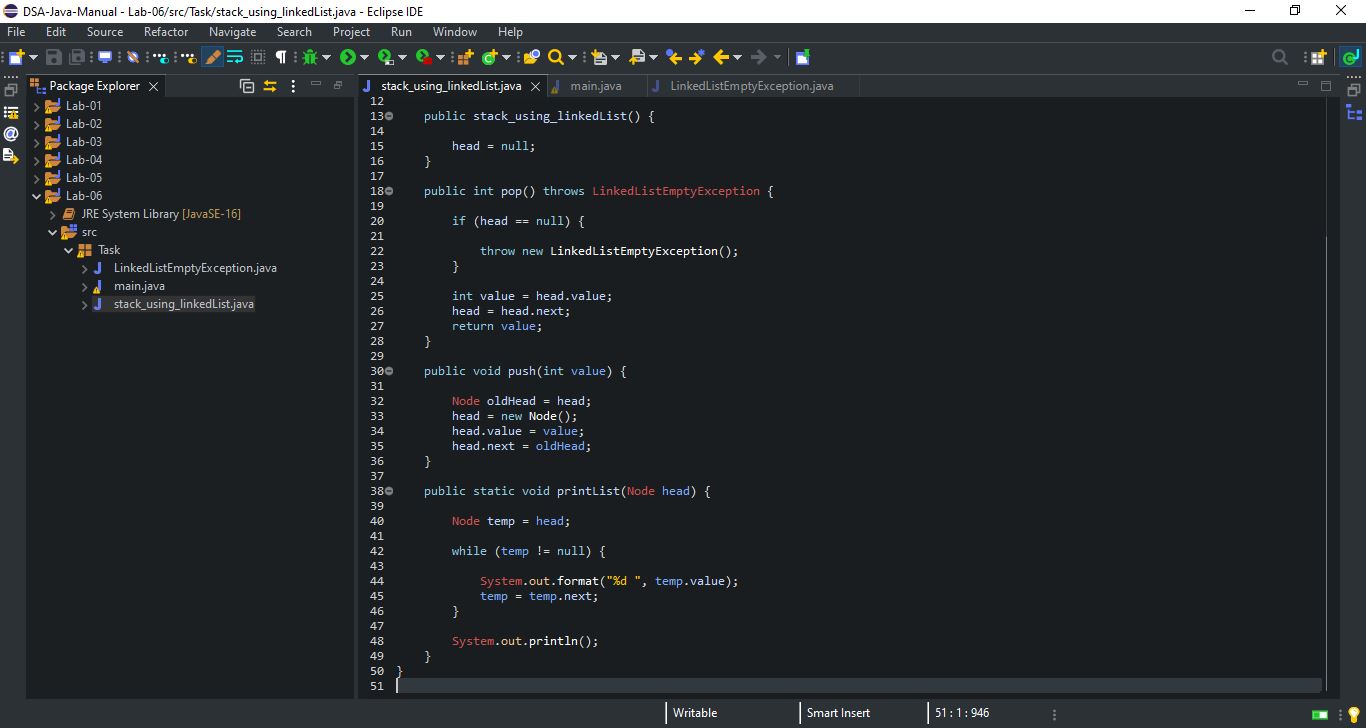 DSA-Java-Manual - Lab-06/src/Task/stack_using_linkedList.java - Eclipse IDE
File Edit Source Refactor Navigate Search Project Run Window Help
Package Explorer
Lab-01
Lab-02
Lab-03
Lab-04
Lab-05
Lab-06
JRE System Library [JavaSE-16]
src
Task
LinkedListEmptyException.java
main.java
stack_using_linkedList.java
stack_using_linkedList.java main.java LinkedListEmptyException.java
12
13 public stack_using_linkedList() {
14
15 head = null;
16 }
17
18 public int pop() throws LinkedListEmptyException {
19
20 if (head == null) {
21
22 throw new LinkedListEmptyException();
23 }
24
25 int value = head.value;
26 head = head.next;
27 return value;
28 }
29
30 public void push(int value) {
31
32 Node oldHead = head;
33 head = new Node();
34 head.value = value;
35 head.next = oldHead;
36 }
37
38 public static void printList(Node head) {
39
40 Node temp = head;
41
42 while (temp != null) {
43
44 System.out.format("%d ", temp.value);
45 temp = temp.next;
46 }
47
48 System.out.println();
49 }
50 }
51
Writable Smart Insert 51 : 1 : 946